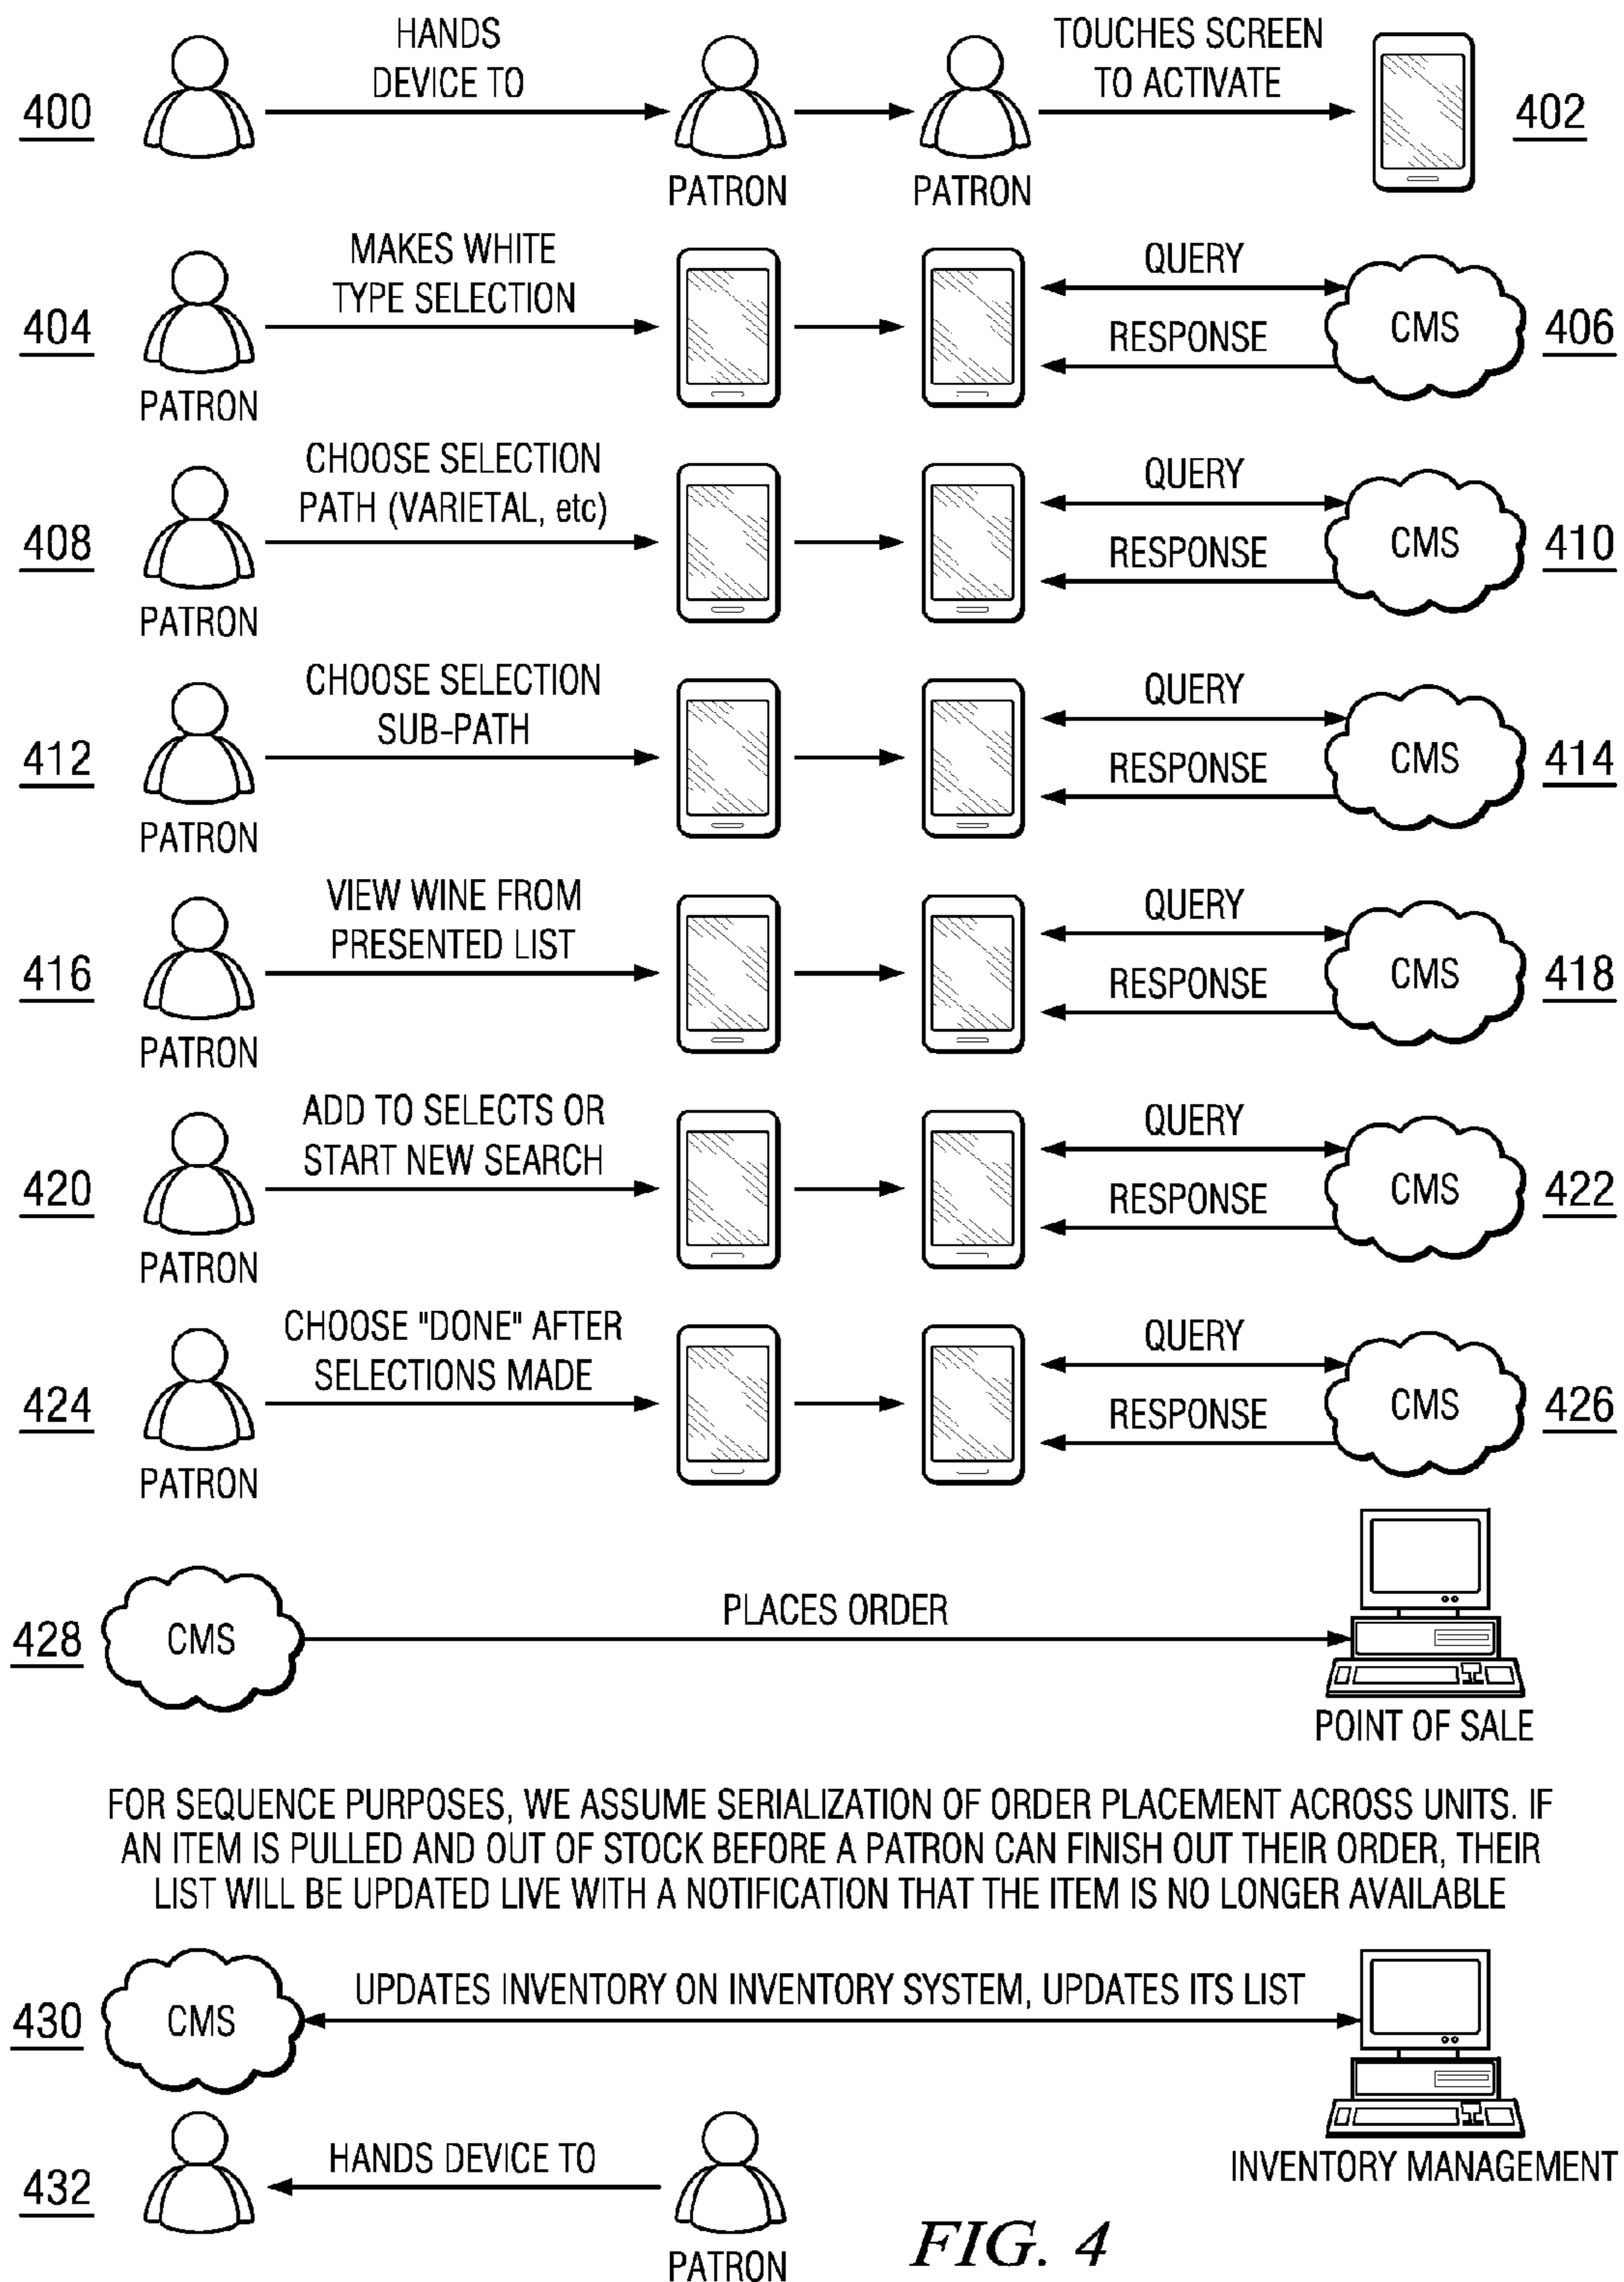 HANDS
DEVICE TO
TOUCHES SCREEN
TO ACTIVATE
400
402
PATRON
PATRON
MAKES WHITE
TYPE SELECTION
QUERY
RESPONSE
CMS
404
406
PATRON
CHOOSE SELECTION
PATH (VARIETAL, etc)
QUERY
RESPONSE
CMS
408
410
PATRON
CHOOSE SELECTION
SUB-PATH
QUERY
RESPONSE
CMS
412
414
PATRON
VIEW WINE FROM
PRESENTED LIST
QUERY
RESPONSE
CMS
416
418
PATRON
ADD TO SELECTS OR
START NEW SEARCH
QUERY
RESPONSE
CMS
420
422
PATRON
CHOOSE "DONE" AFTER
SELECTIONS MADE
QUERY
RESPONSE
CMS
424
426
PATRON
428
CMS
PLACES ORDER
POINT OF SALE
FOR SEQUENCE PURPOSES, WE ASSUME SERIALIZATION OF ORDER PLACEMENT ACROSS UNITS. IF
AN ITEM IS PULLED AND OUT OF STOCK BEFORE A PATRON CAN FINISH OUT THEIR ORDER, THEIR
LIST WILL BE UPDATED LIVE WITH A NOTIFICATION THAT THE ITEM IS NO LONGER AVAILABLE
430
CMS
UPDATES INVENTORY ON INVENTORY SYSTEM, UPDATES ITS LIST
INVENTORY MANAGEMENT
432
HANDS DEVICE TO
PATRON
FIG. 4